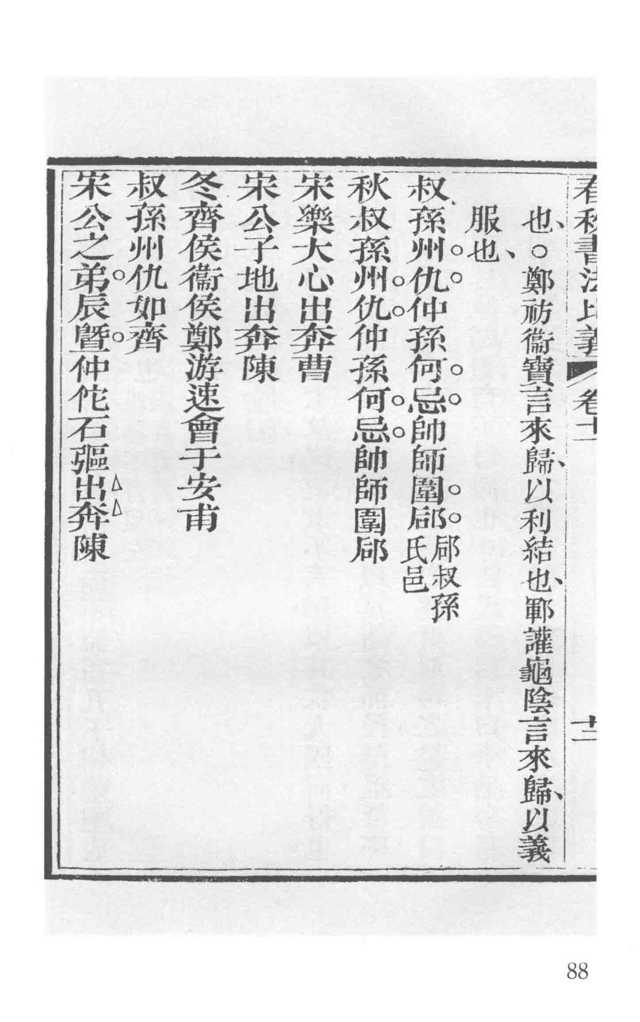 春秋書法比義 卷十二 十二
也○鄭祊衞寶言來歸以利結也鄆讙龜陰言來歸以義
服也
叔孫州仇仲孫何忌帥師圍郈郈叔孫氏邑
秋叔孫州仇仲孫何忌帥師圍郈
宋樂大心出奔曹
宋公子地出奔陳
冬齊侯衞侯鄭游速會于安甫
叔孫州仇如齊
宋公之弟辰曁仲佗石彄出奔陳
88